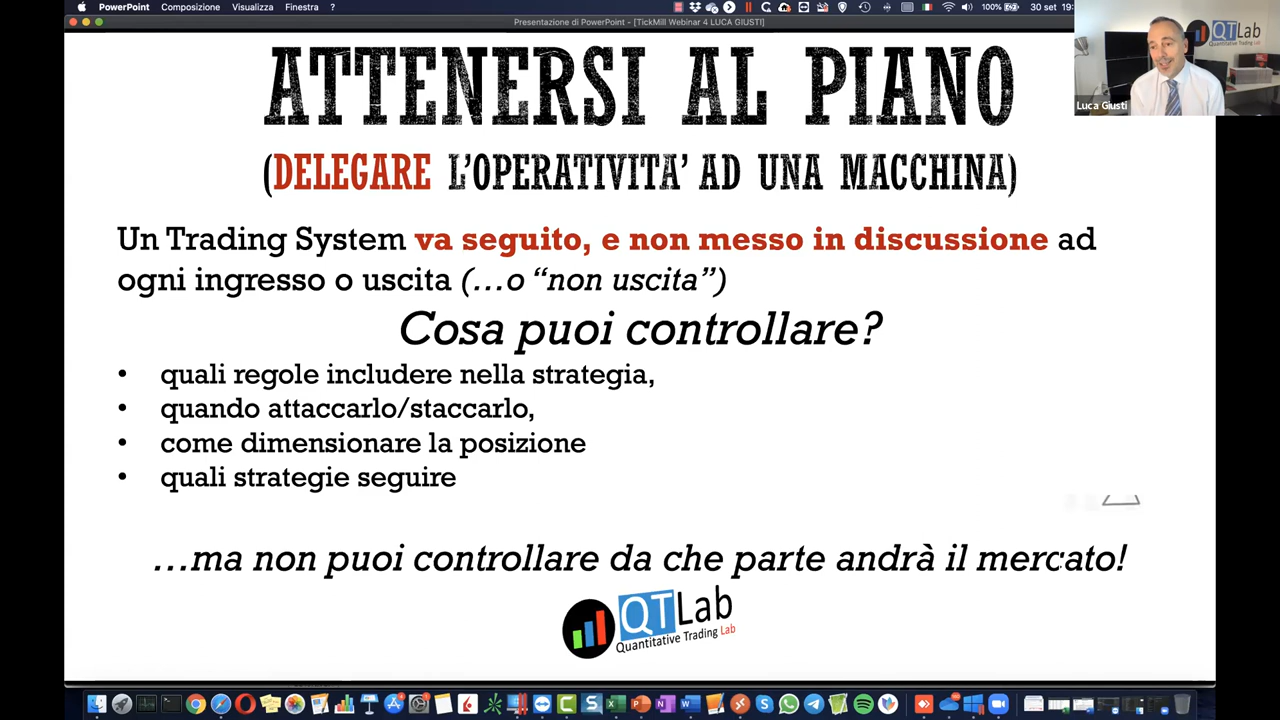 PowerPoint Composizione Visualizza Finestra ? 100% 30 set 19:
Presentazione di PowerPoint - [TickMill Webinar 4 LUCA GIUSTI]
QTLab
Quantitative Trading Lab
Luca Giusti
ATTENERSI AL PIANO
(DELEGARE L'OPERATIVITA' AD UNA MACCHINA)
Un Trading System va seguito, e non messo in discussione ad
ogni ingresso o uscita (…o “non uscita”)
Cosa puoi controllare?
• quali regole includere nella strategia,
• quando attaccarlo/staccarlo,
• come dimensionare la posizione
• quali strategie seguire
…ma non puoi controllare da che parte andrà il mercato!
QTLab
Quantitative Trading Lab